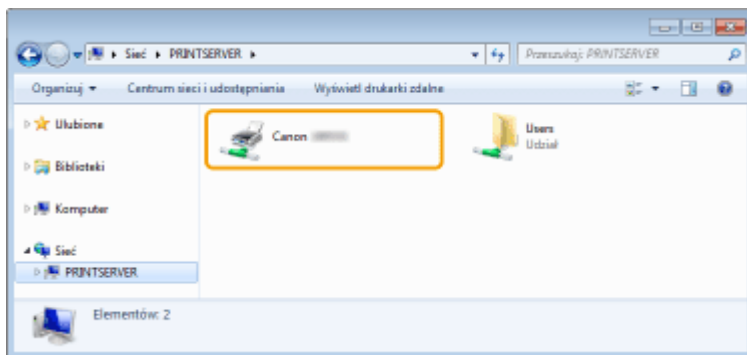 Sieć ▸ PRINTSERVER ▸
Przeszukaj: PRINTSERVER
Organizuj
Centrum sieci i udostępniania
Wyświetl drukarki zdalne
Ulubione
Biblioteki
Komputer
Sieć
PRINTSERVER
Canon
Users
Udział
Elementów: 2